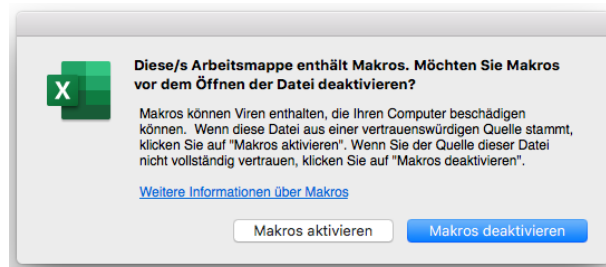 Diese/s Arbeitsmappe enthält Makros. Möchten Sie Makros
vor dem Öffnen der Datei deaktivieren?
Makros können Viren enthalten, die Ihren Computer beschädigen
können. Wenn diese Datei aus einer vertrauenswürdigen Quelle stammt,
klicken Sie auf "Makros aktivieren". Wenn Sie der Quelle dieser Datei
nicht vollständig vertrauen, klicken Sie auf "Makros deaktivieren".
Weitere Informationen über Makros
Makros aktivieren Makros deaktivieren
X